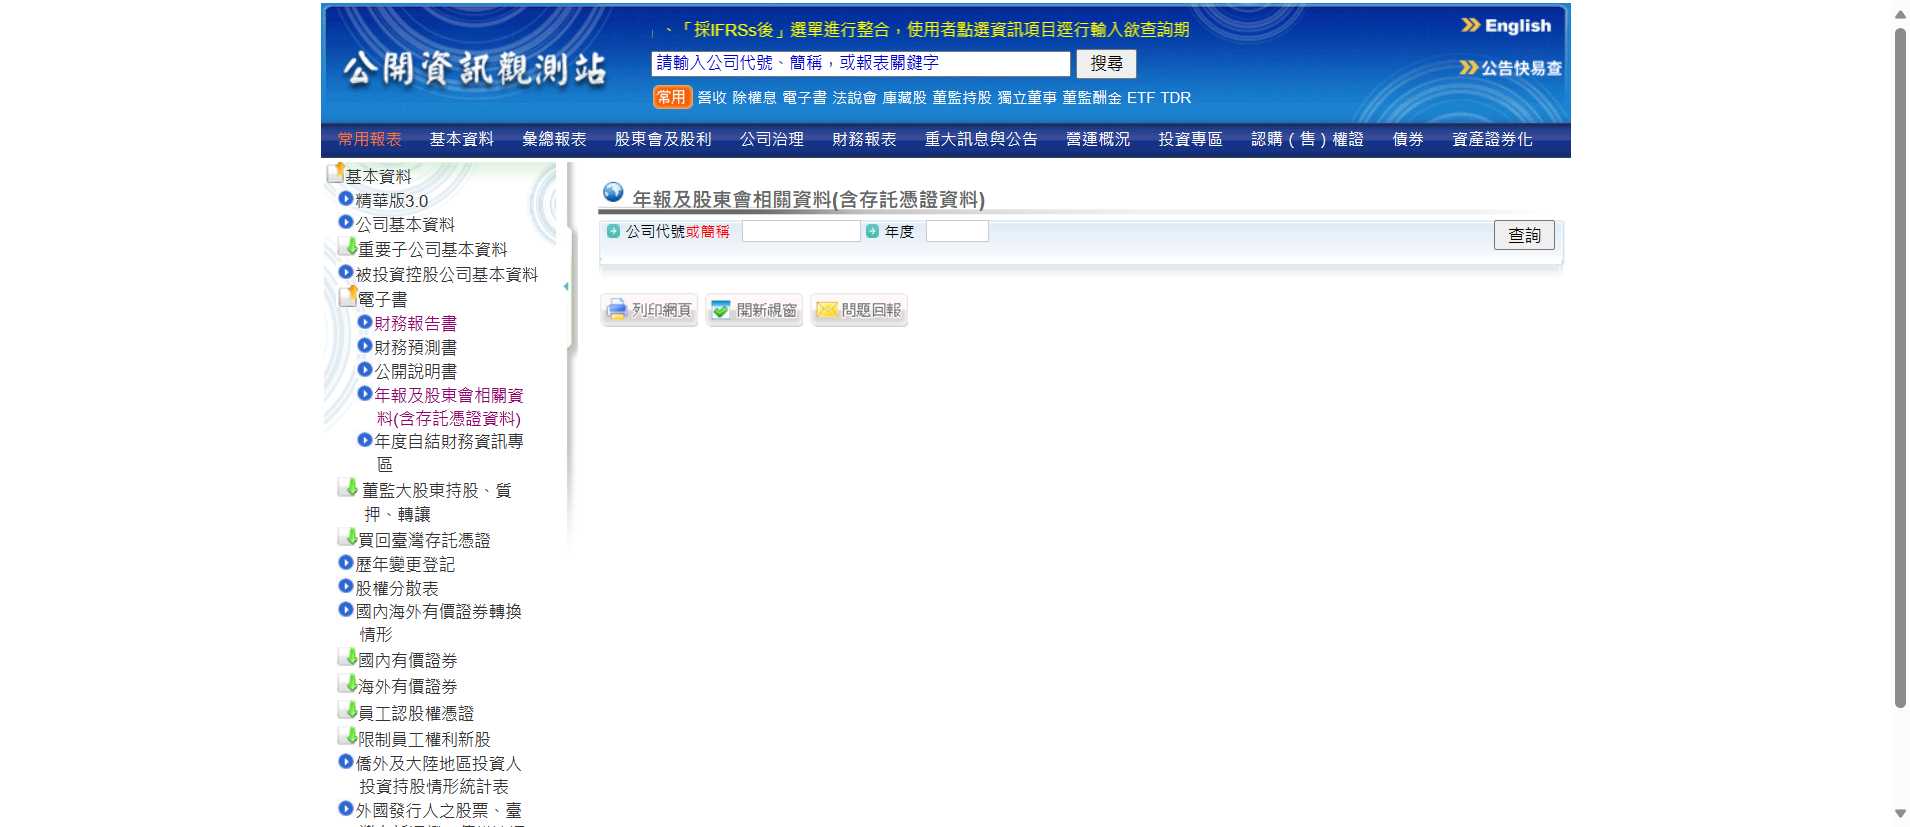 、「採IFRSs後」選單進行整合，使用者點選資訊項目逕行輸入欲查詢期
English
公開資訊觀測站
請輸入公司代號、簡稱，或報表關鍵字
搜尋
公告快易查
常用 營收 除權息 電子書 法說會 庫藏股 董監持股 獨立董事 董監酬金 ETF TDR
常用報表 基本資料 彙總報表 股東會及股利 公司治理 財務報表 重大訊息與公告 營運概況 投資專區 認購（售）權證 債券 資產證券化
基本資料
精華版3.0
公司基本資料
重要子公司基本資料
被投資控股公司基本資料
電子書
財務報告書
財務預測書
公開說明書
年報及股東會相關資
料(含存託憑證資料)
年度自結財務資訊專
區
董監大股東持股、質
押、轉讓
買回臺灣存託憑證
歷年變更登記
股權分散表
國內海外有價證券轉換
情形
國內有價證券
海外有價證券
員工認股權憑證
限制員工權利新股
僑外及大陸地區投資人
投資持股情形統計表
外國發行人之股票、臺
年報及股東會相關資料(含存託憑證資料)
公司代號或簡稱
年度
查詢
列印網頁
開新視窗
問題回報